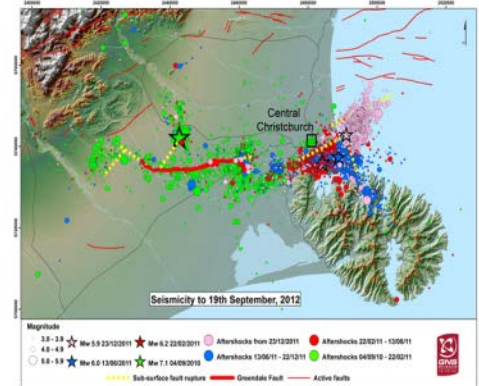 Central
Christchurch
Seismicity to 19th September, 2012
Magnitude
3.0 - 3.9
4.0 - 4.9
5.0 - 5.9
Mw 5.9 23/12/2011
Mw 6.0 13/06/2011
Mw 6.2 22/02/2011
Mw 7.1 04/09/2010
Aftershocks from 23/12/2011
Aftershocks 13/06/11 - 22/12/11
Aftershocks 22/02/11 - 13/06/11
Aftershocks 04/09/10 - 22/02/11
Sub-surface fault rupture
Greendale Fault
Active faults
GNS